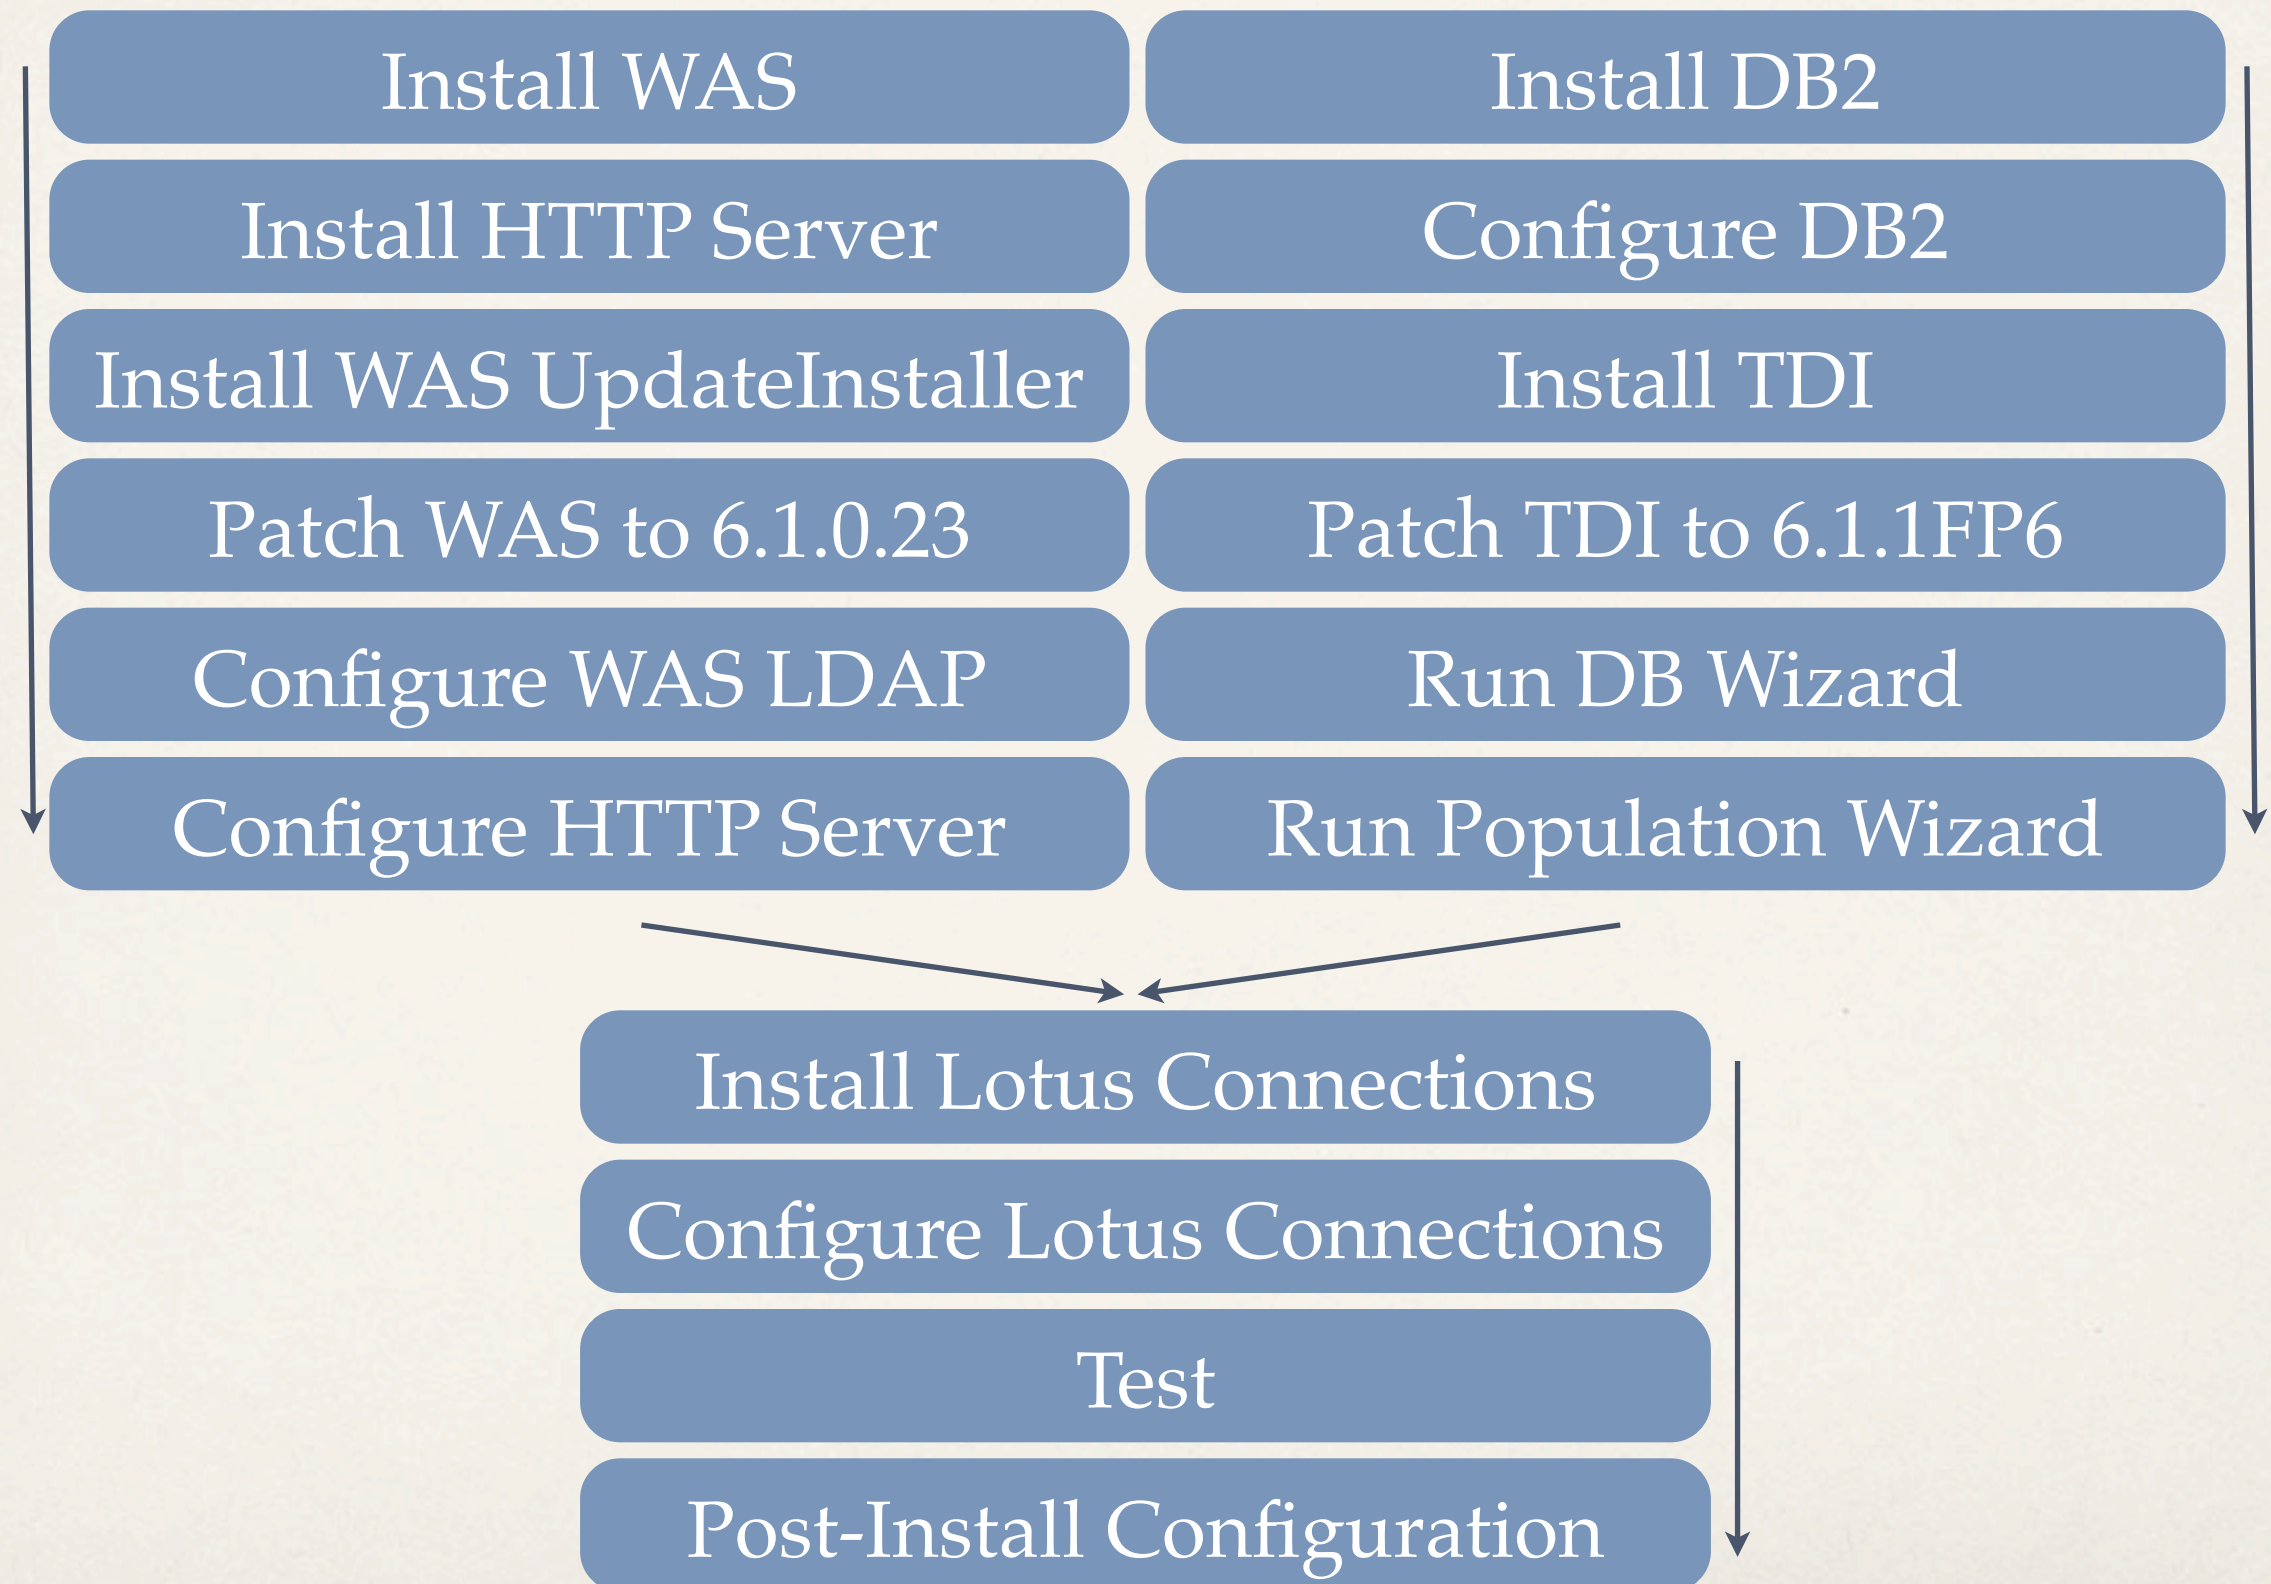 Install WAS
Install HTTP Server
Install WAS UpdateInstaller
Patch WAS to 6.1.0.23
Configure WAS LDAP
Configure HTTP Server
Install DB2
Configure DB2
Install TDI
Patch TDI to 6.1.1FP6
Run DB Wizard
Run Population Wizard
Install Lotus Connections
Configure Lotus Connections
Test
Post-Install Configuration